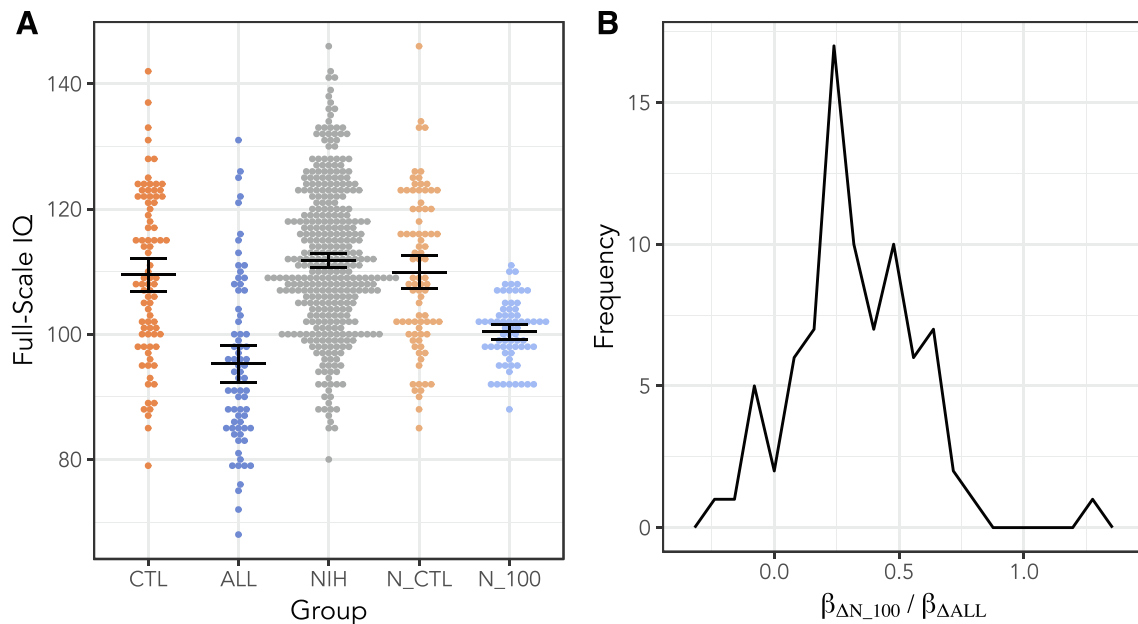 A
B
Full-Scale IQ
140
120
100
80
CTL ALL NIH N_CTL N_100
Group
Frequency
15
10
5
0
0.0 0.5 1.0
βΔN_100 / βΔALL